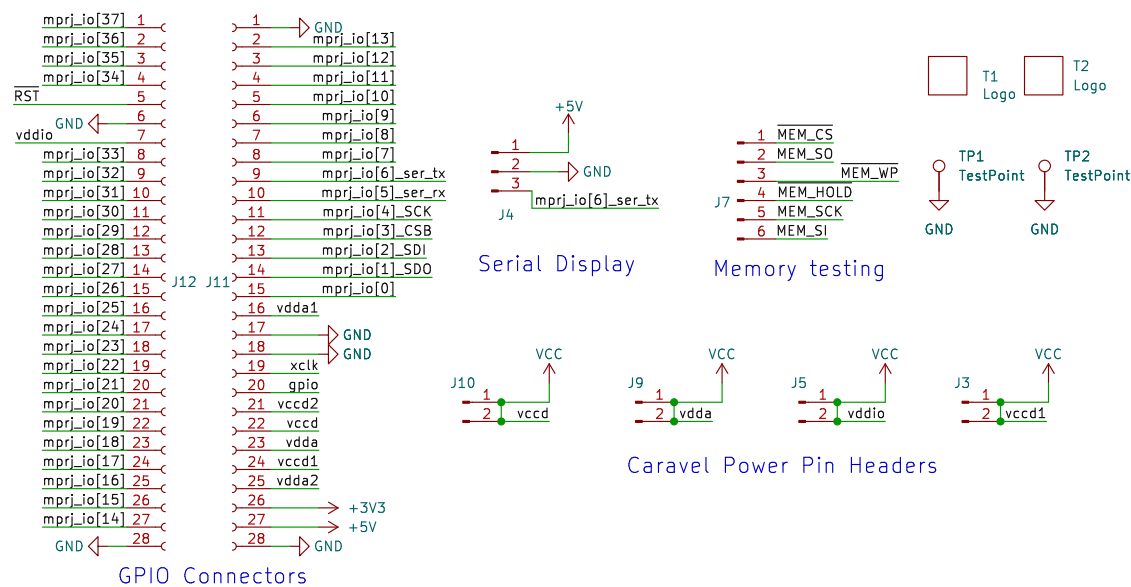 mprj_io[37] 1
mprj_io[36] 2
mprj_io[35] 3
mprj_io[34] 4
RST 5
GND 6
vddio 7
mprj_io[33] 8
mprj_io[32] 9
mprj_io[31] 10
mprj_io[30] 11
mprj_io[29] 12
mprj_io[28] 13
mprj_io[27] 14
mprj_io[26] 15
mprj_io[25] 16
mprj_io[24] 17
mprj_io[23] 18
mprj_io[22] 19
mprj_io[21] 20
mprj_io[20] 21
mprj_io[19] 22
mprj_io[18] 23
mprj_io[17] 24
mprj_io[16] 25
mprj_io[15] 26
mprj_io[14] 27
GND 28
J12
J11
1 GND
2 mprj_io[13]
3 mprj_io[12]
4 mprj_io[11]
5 mprj_io[10]
6 mprj_io[9]
7 mprj_io[8]
8 mprj_io[7]
9 mprj_io[6]_ser_tx
10 mprj_io[5]_ser_rx
11 mprj_io[4]_SCK
12 mprj_io[3]_CSB
13 mprj_io[2]_SDI
14 mprj_io[1]_SDO
15 mprj_io[0]
16 vdda1
17 GND
18 GND
19 xclk
20 gpio
21 vccd2
22 vccd
23 vdda
24 vccd1
25 vdda2
26 +3V3
27 +5V
28 GND
GPIO Connectors
+5V
1
2 GND
3
mprj_io[6]_ser_tx
J4
Serial Display
1 MEM_CS
2 MEM_SO
3 MEM_WP
4 MEM_HOLD
5 MEM_SCK
6 MEM_SI
J7
Memory testing
T1
Logo
T2
Logo
TP1
TestPoint
GND
TP2
TestPoint
GND
VCC
J10
1
2 vccd
VCC
J9
1
2 vdda
VCC
J5
1
2 vddio
VCC
J3
1
2 vccd1
Caravel Power Pin Headers